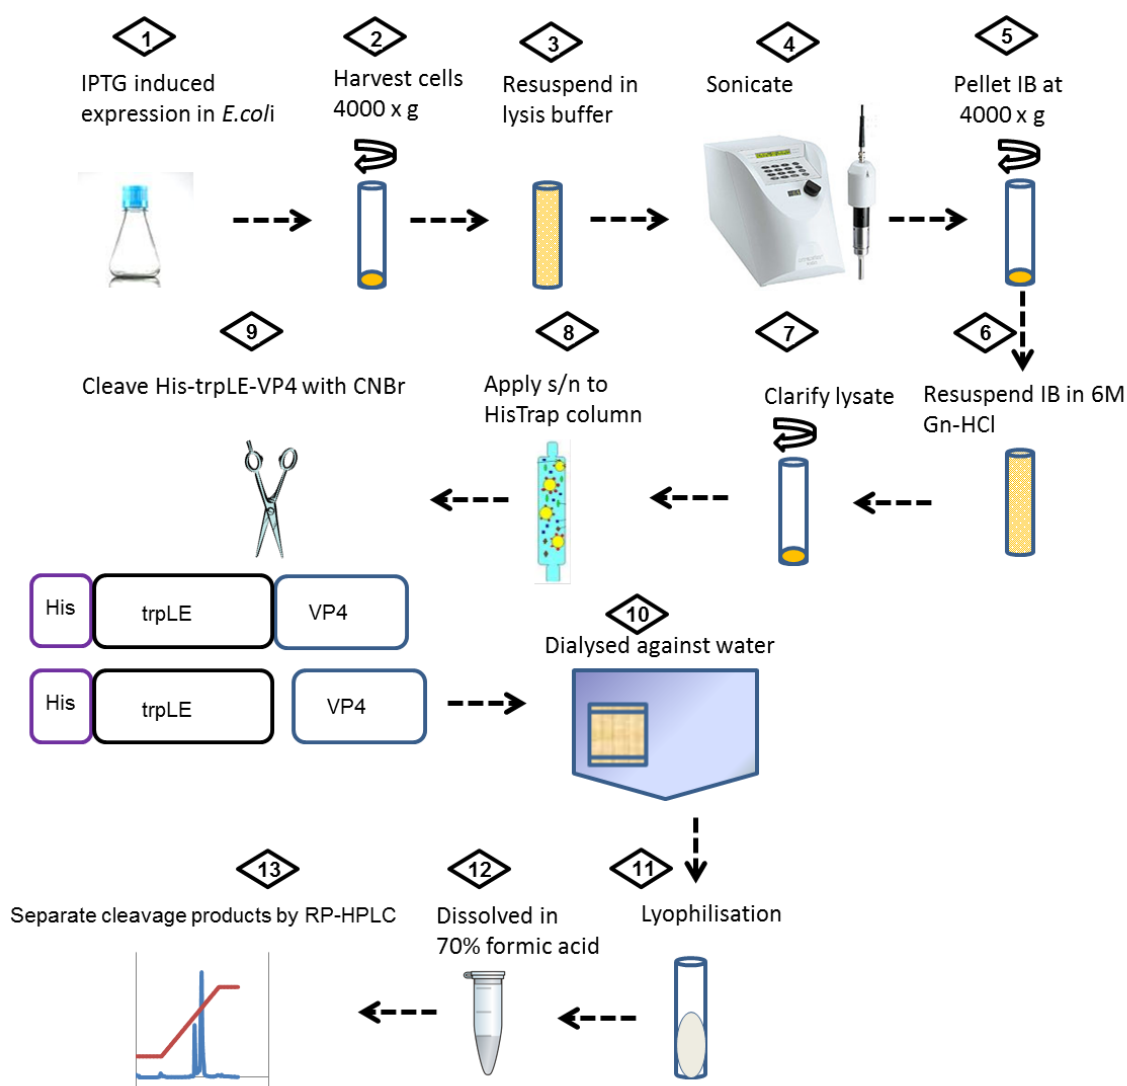 1
IPTG induced
expression in E.coli
2
Harvest cells
4000 x g
3
Resuspend in
lysis buffer
4
Sonicate
5
Pellet IB at
4000 x g
6
Resuspend IB in 6M
Gn-HCl
7
Clarify lysate
8
Apply s/n to
HisTrap column
9
Cleave His-trpLE-VP4 with CNBr
His
trpLE
VP4
His
trpLE
VP4
10
Dialysed against water
11
Lyophilisation
12
Dissolved in
70% formic acid
13
Separate cleavage products by RP-HPLC